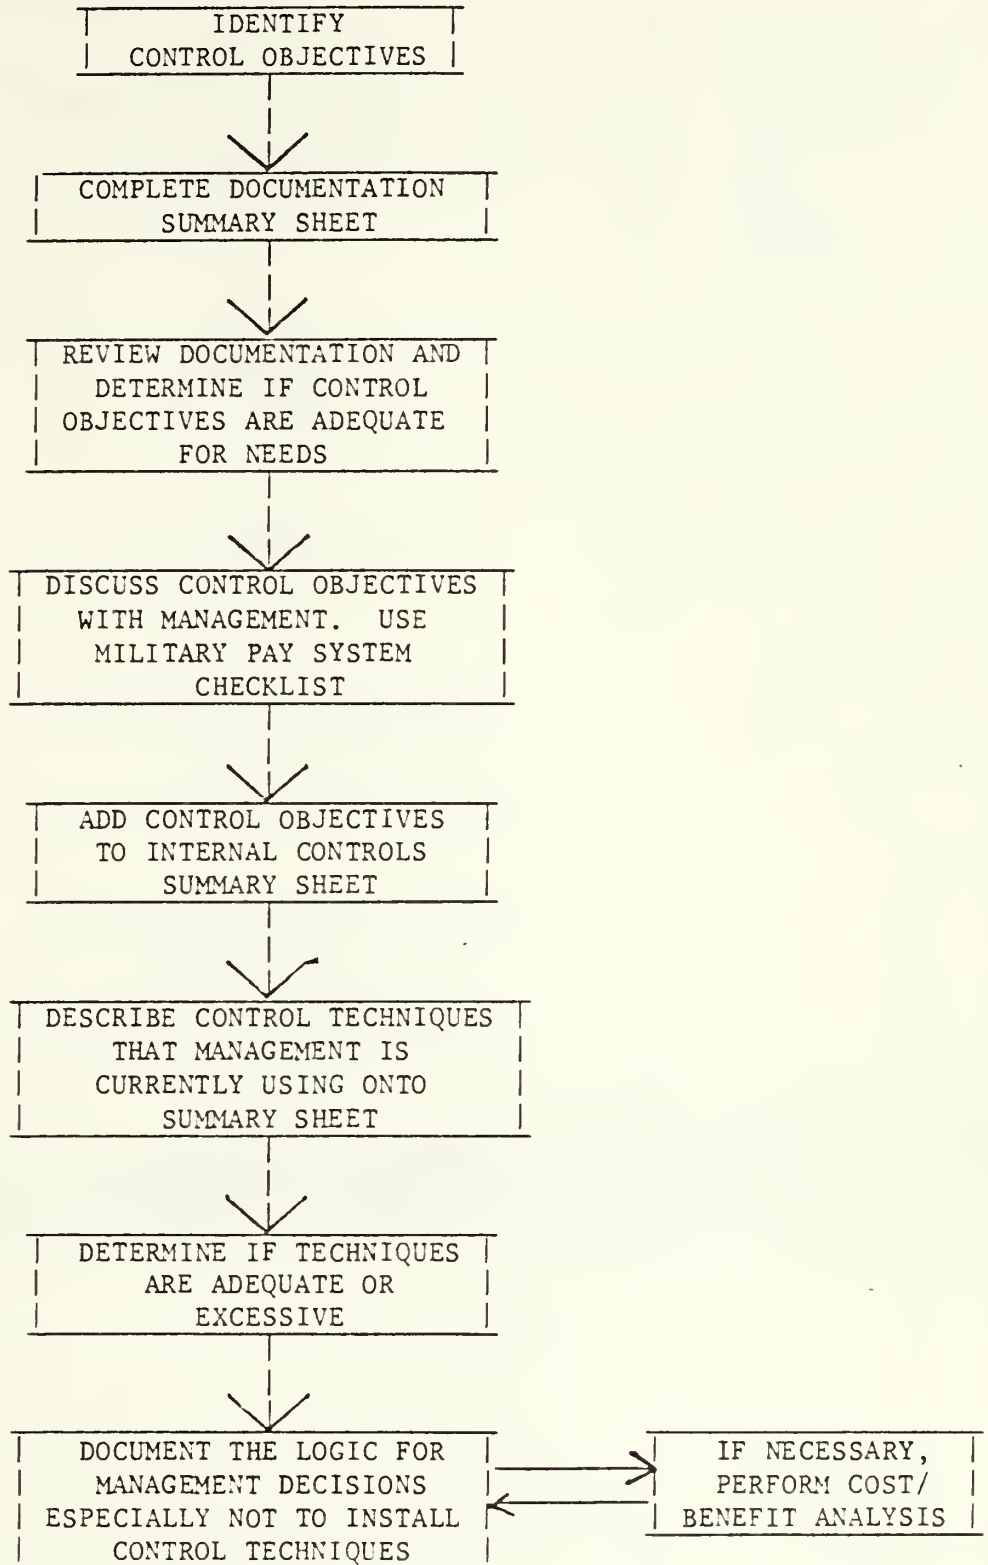 IDENTIFY
CONTROL OBJECTIVES
COMPLETE DOCUMENTATION
SUMMARY SHEET
REVIEW DOCUMENTATION AND
DETERMINE IF CONTROL
OBJECTIVES ARE ADEQUATE
FOR NEEDS
DISCUSS CONTROL OBJECTIVES
WITH MANAGEMENT. USE
MILITARY PAY SYSTEM
CHECKLIST
ADD CONTROL OBJECTIVES
TO INTERNAL CONTROLS
SUMMARY SHEET
DESCRIBE CONTROL TECHNIQUES
THAT MANAGEMENT IS
CURRENTLY USING ONTO
SUMMARY SHEET
DETERMINE IF TECHNIQUES
ARE ADEQUATE OR
EXCESSIVE
DOCUMENT THE LOGIC FOR
MANAGEMENT DECISIONS
ESPECIALLY NOT TO INSTALL
CONTROL TECHNIQUES
IF NECESSARY,
PERFORM COST/
BENEFIT ANALYSIS